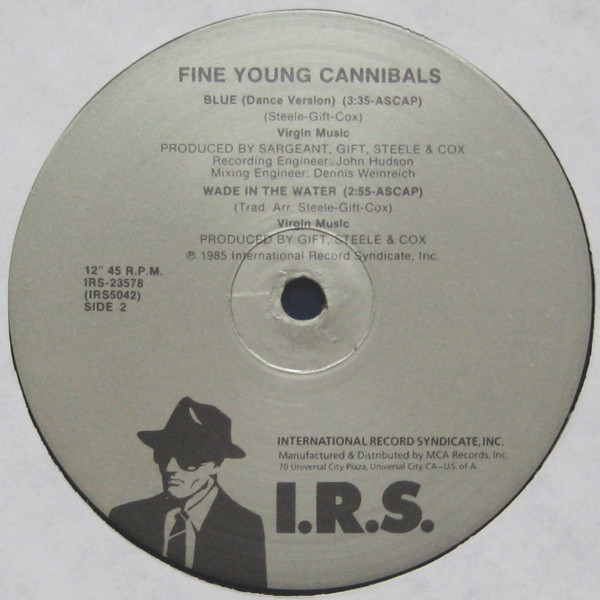 FINE YOUNG CANNIBALS
BLUE (Dance Version) (3:35-ASCAP)
(Steele-Gift-Cox)
Virgin Music
PRODUCED BY SARGEANT, GIFT, STEELE & COX
Recording Engineer: John Hudson
Mixing Engineer: Dennis Weinreich
WADE IN THE WATER (2:55-ASCAP)
(Trad. Arr. Steele-Gift-Cox)
Virgin Music
PRODUCED BY GIFT, STEELE & COX
℗ 1985 International Record Syndicate, Inc.
12" 45 R.P.M.
IRS-23578
(IRS5042)
SIDE 2
INTERNATIONAL RECORD SYNDICATE, INC.
Manufactured & Distributed by MCA Records, Inc.
70 Universal City Plaza, Universal City, CA—U.S. of A.
I.R.S.